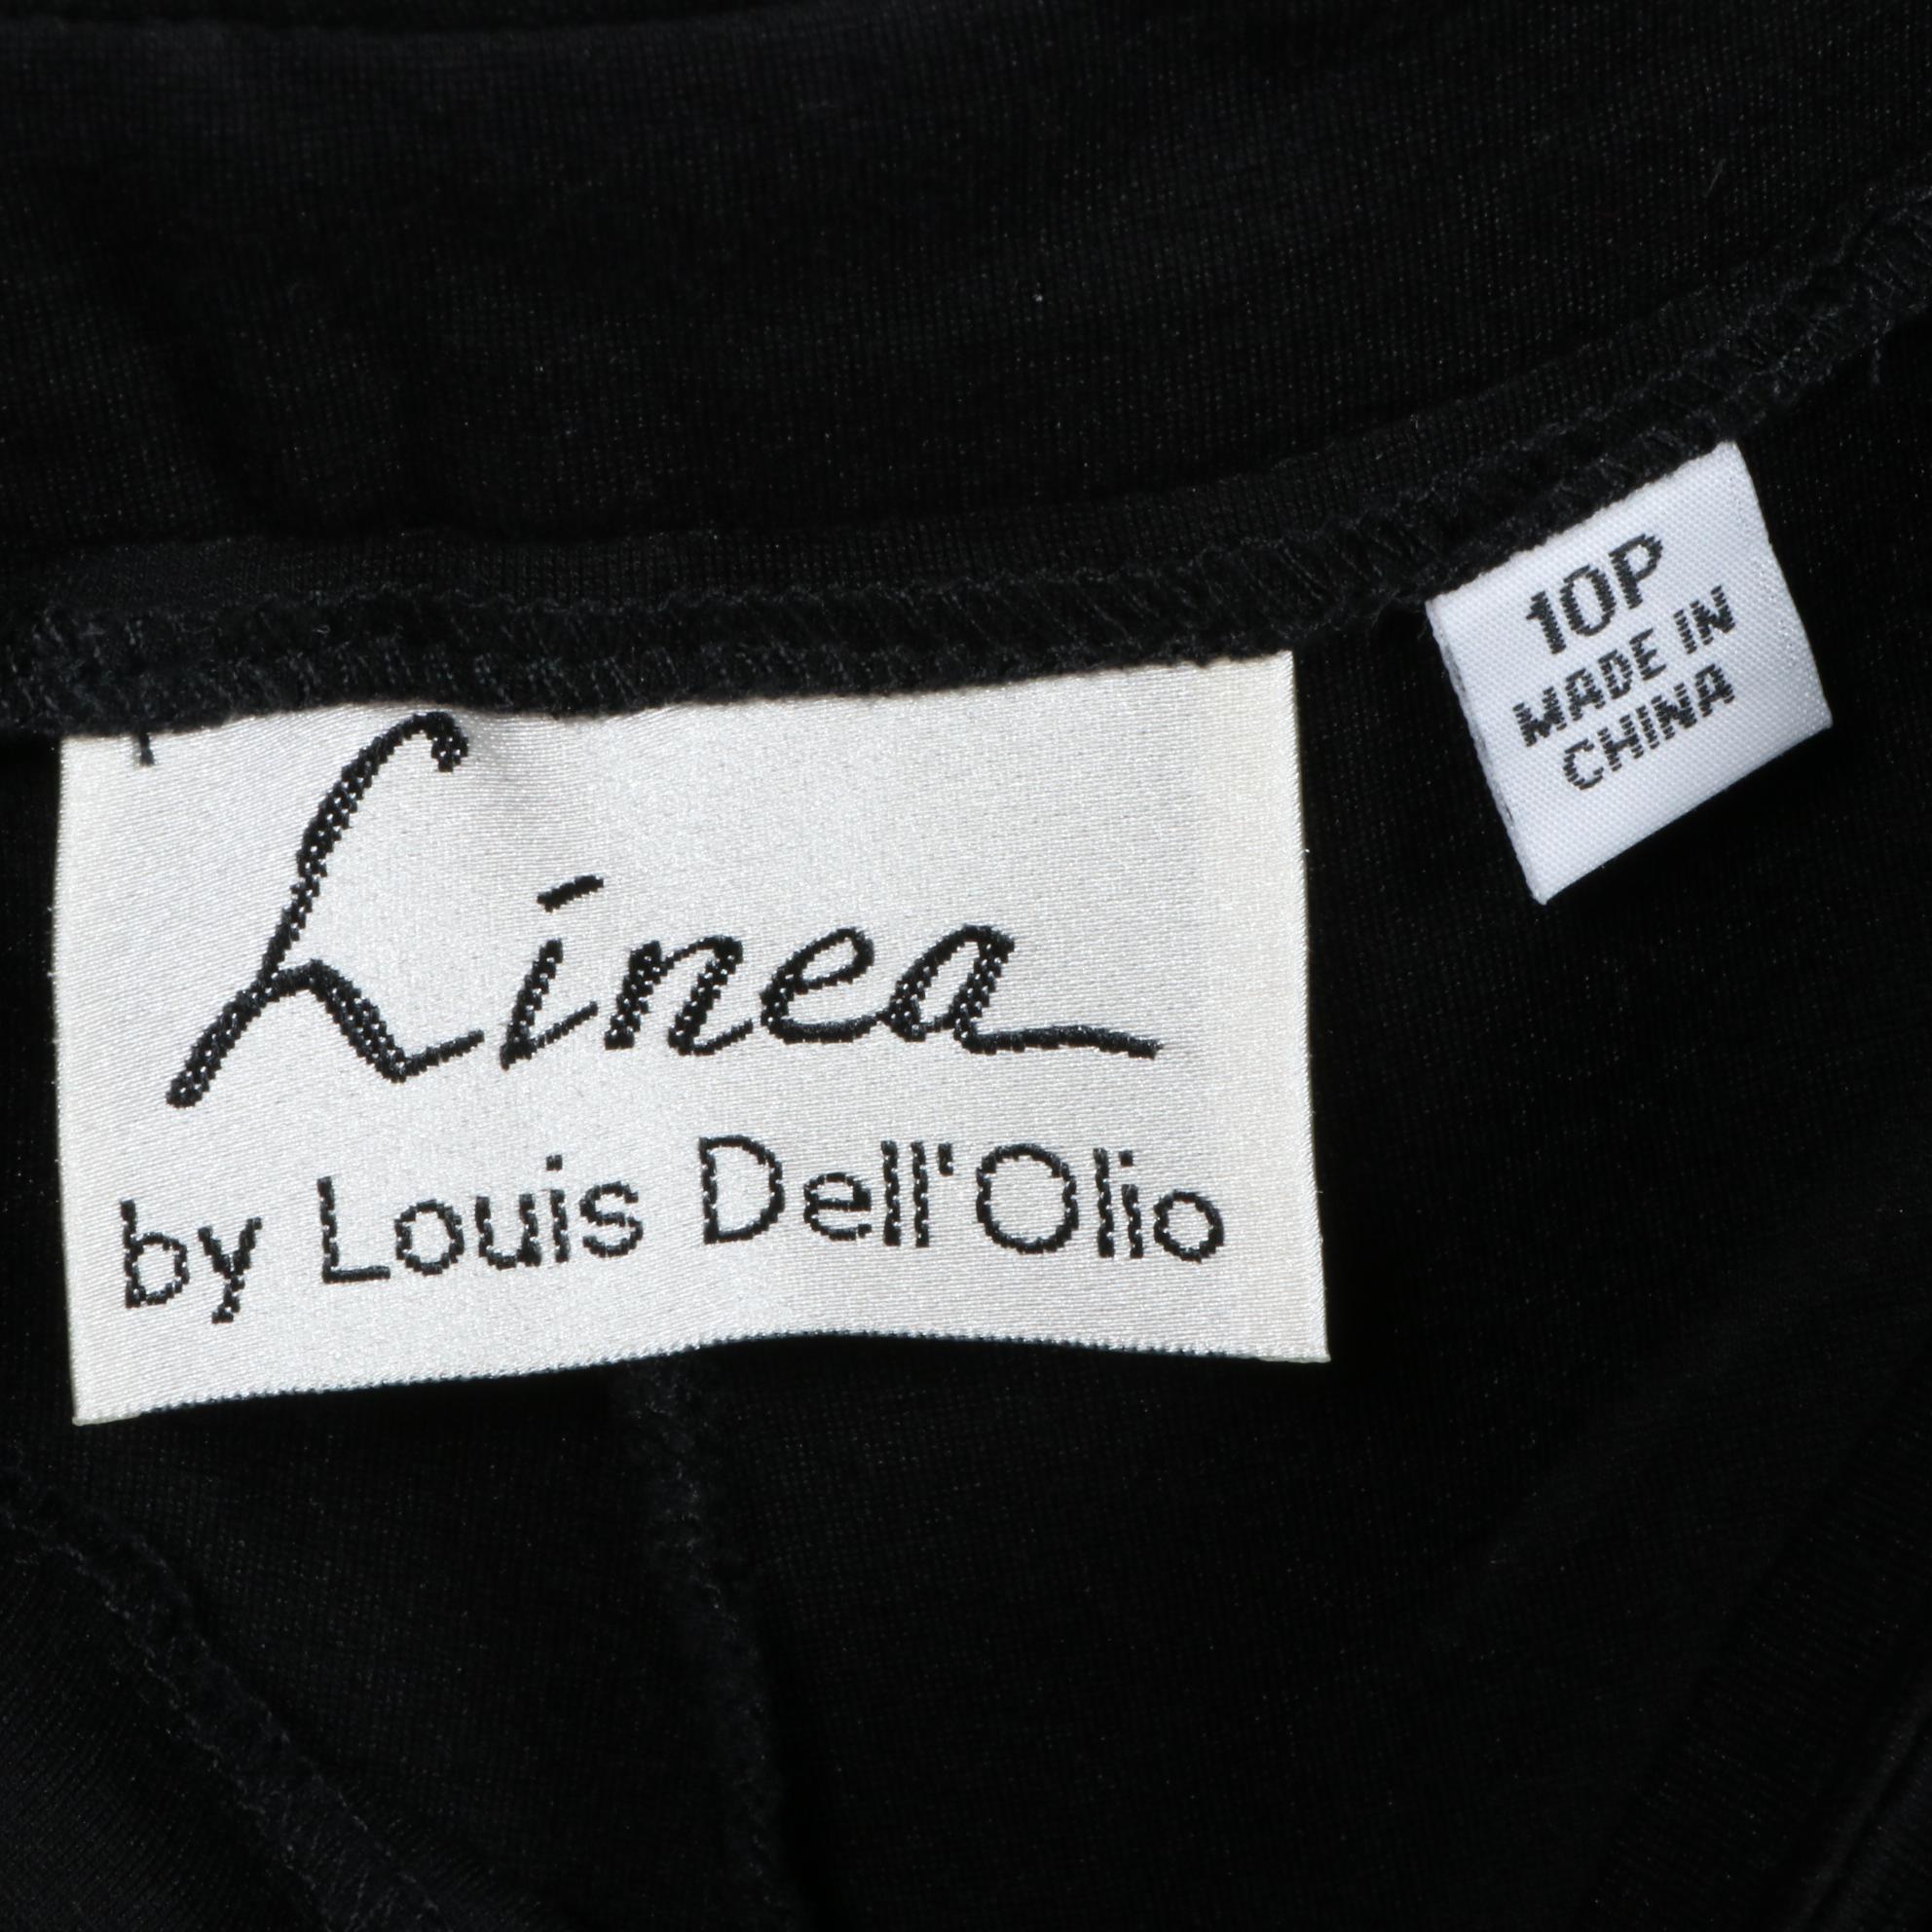 Linea
by Louis Dell'Olio
10P
MADE IN
CHINA